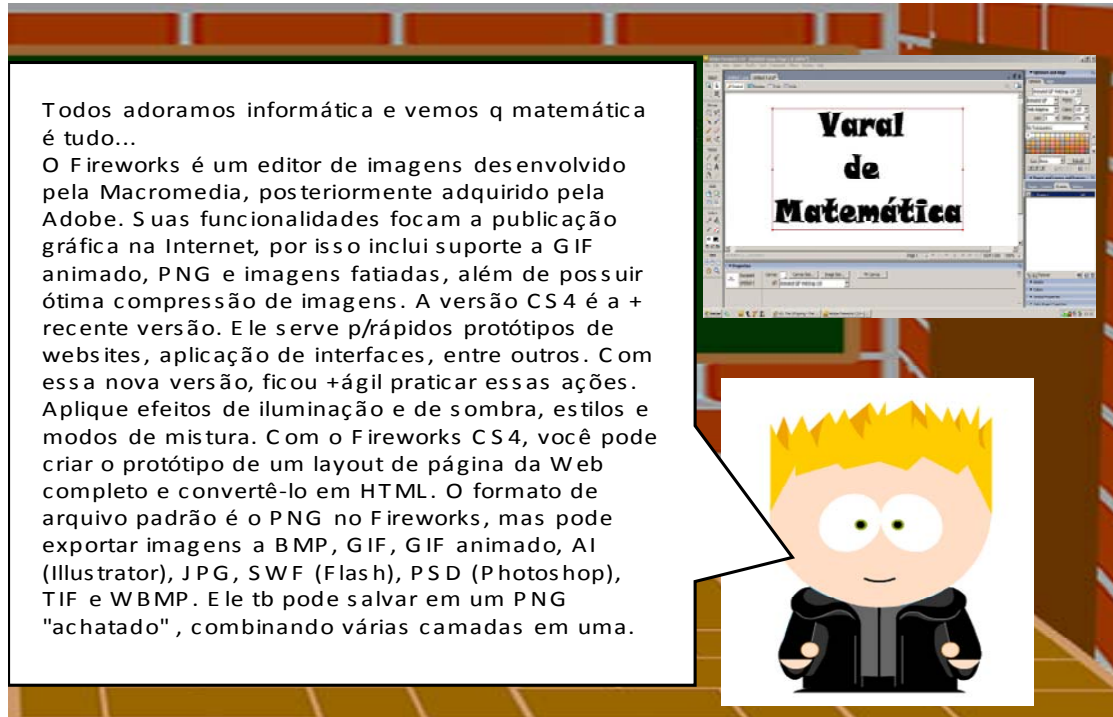 Todos adoramos informática e vemos q matemática
é tudo...
O Fireworks é um editor de imagens desenvolvido
pela Macromedia, posteriormente adquirido pela
Adobe. Suas funcionalidades focam a publicação
gráfica na Internet, por isso inclui suporte a GIF
animado, PNG e imagens fatiadas, além de possuir
ótima compressão de imagens. A versão CS4 é a +
recente versão. Ele serve p/rápidos protótipos de
websites, aplicação de interfaces, entre outros. Com
essa nova versão, ficou +ágil praticar essas ações.
Aplique efeitos de iluminação e de sombra, estilos e
modos de mistura. Com o Fireworks CS4, você pode
criar o protótipo de um layout de página da Web
completo e convertê-lo em HTML. O formato de
arquivo padrão é o PNG no Fireworks, mas pode
exportar imagens a BMP, GIF, GIF animado, AI
(Illustrator), JPG, SWF (Flash), PSD (Photoshop),
TIF e WBMP. Ele tb pode salvar em um PNG
"achatado" , combinando várias camadas em uma.
Varal
de
Matemática